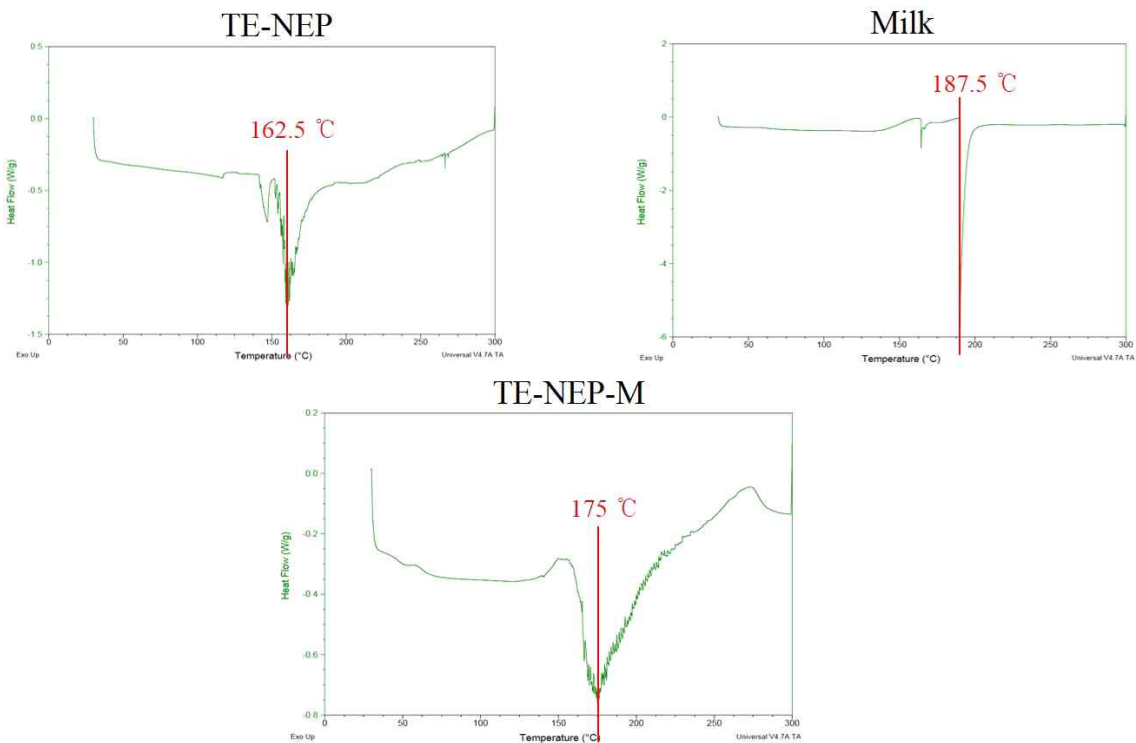 TE-NEP
0.5
0.0
-0.5
-1.0
-1.5
Heat Flow (W/g)
162.5 ℃
0
50
100
150
200
250
300
Exo Up
Temperature (°C)
Universal V4.7A TA
Milk
2
0
-2
-4
-6
Heat Flow (W/g)
187.5 ℃
0
50
100
150
200
250
300
Exo Up
Temperature (°C)
Universal V4.7A TA
TE-NEP-M
0.2
0.0
-0.2
-0.4
-0.6
-0.8
Heat Flow (W/g)
175 ℃
0
50
100
150
200
250
300
Exo Up
Temperature (°C)
Universal V4.7A TA